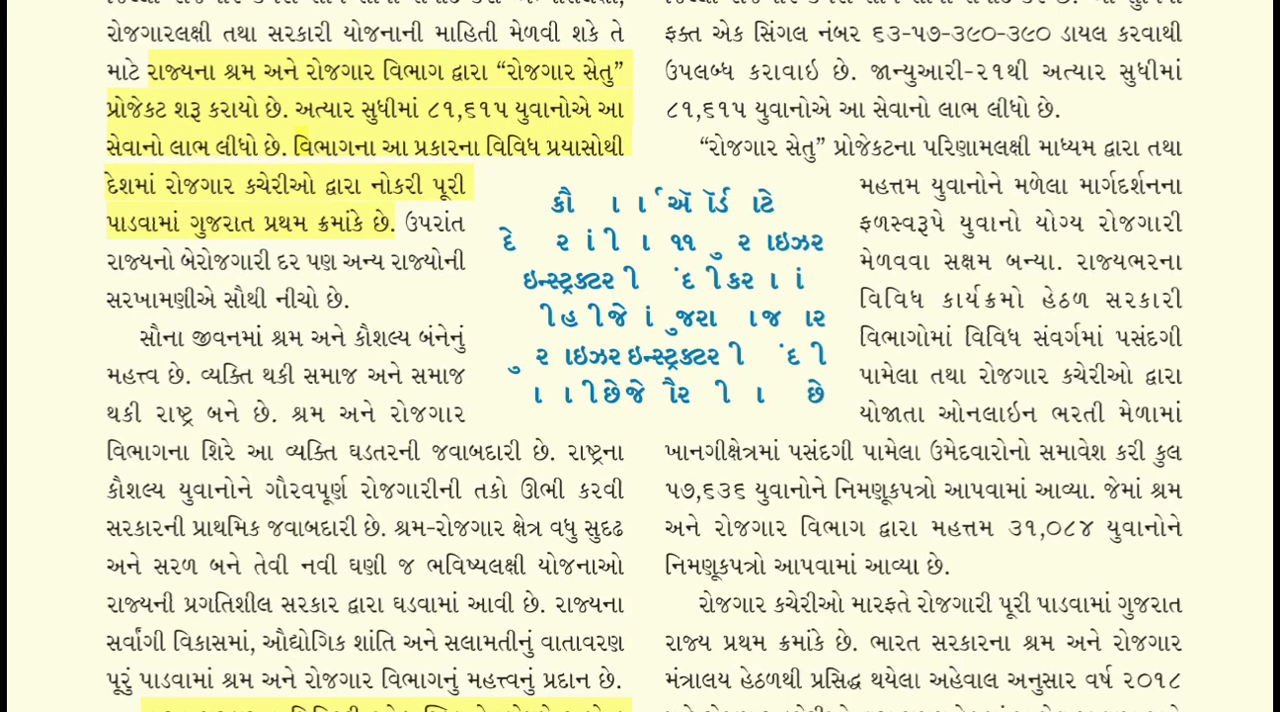 રોજગારલક્ષી તથા સરકારી યોજનાની માહિતી મેળવી શકે તે
માટે રાજ્યના શ્રમ અને રોજગાર વિભાગ દ્વારા “રોજગાર સેતુ”
પ્રોજેકટ શરૂ કરાયો છે. અત્યાર સુધીમાં ૮૧,૬૧૫ યુવાનોએ આ
સેવાનો લાભ લીધો છે. વિભાગના આ પ્રકારના વિવિધ પ્રયાસોથી
દેશમાં રોજગાર કચેરીઓ દ્વારા નોકરી પૂરી
પાડવામાં ગુજરાત પ્રથમ ક્રમાંકે છે. ઉપરાંત
રાજ્યનો બેરોજગારી દર પણ અન્ય રાજ્યોની
સરખામણીએ સૌથી નીચો છે.
સૌના જીવનમાં શ્રમ અને કૌશલ્ય બંનેનું
મહત્ત્વ છે. વ્યક્તિ થકી સમાજ અને સમાજ
થકી રાષ્ટ્ર બને છે. શ્રમ અને રોજગાર
વિભાગના શિરે આ વ્યક્તિ ઘડતરની જવાબદારી છે. રાષ્ટ્રના
કૌશલ્ય યુવાનોને ગૌરવપૂર્ણ રોજગારીની તકો ઊભી કરવી
સરકારની પ્રાથમિક જવાબદારી છે. શ્રમ-રોજગાર ક્ષેત્ર વધુ સુદઢ
અને સરળ બને તેવી નવી ઘણી જ ભવિષ્યલક્ષી યોજનાઓ
રાજ્યની પ્રગતિશીલ સરકાર દ્વારા ઘડવામાં આવી છે. રાજ્યના
સર્વાંગી વિકાસમાં, ઔદ્યોગિક શાંતિ અને સલામતીનું વાતાવરણ
પૂરું પાડવામાં શ્રમ અને રોજગાર વિભાગનું મહત્ત્વનું પ્રદાન છે.
ફક્ત એક સિંગલ નંબર ૬૩-૫૭-૩૯૦-૩૯૦ ડાયલ કરવાથી
ઉપલબ્ધ કરાવાઇ છે. જાન્યુઆરી-૨૧થી અત્યાર સુધીમાં
૮૧,૬૧૫ યુવાનોએ આ સેવાનો લાભ લીધો છે.
“રોજગાર સેતુ” પ્રોજેકટના પરિણામલક્ષી માધ્યમ દ્વારા તથા
મહત્તમ યુવાનોને મળેલા માર્ગદર્શનના
ફળસ્વરૂપે યુવાનો યોગ્ય રોજગારી
મેળવવા સક્ષમ બન્યા. રાજ્યભરના
વિવિધ કાર્યક્રમો હેઠળ સરકારી
વિભાગોમાં વિવિધ સંવર્ગમાં પસંદગી
પામેલા તથા રોજગાર કચેરીઓ દ્વારા
યોજાતા ઓનલાઇન ભરતી મેળામાં
ખાનગીક્ષેત્રમાં પસંદગી પામેલા ઉમેદવારોનો સમાવેશ કરી કુલ
૫૭,૬૩૬ યુવાનોને નિમણૂકપત્રો આપવામાં આવ્યા. જેમાં શ્રમ
અને રોજગાર વિભાગ દ્વારા મહત્તમ ૩૧,૦૮૪ યુવાનોને
નિમણૂકપત્રો આપવામાં આવ્યા છે.
રોજગાર કચેરીઓ મારફતે રોજગારી પૂરી પાડવામાં ગુજરાત
રાજ્ય પ્રથમ ક્રમાંકે છે. ભારત સરકારના શ્રમ અને રોજગાર
મંત્રાલય હેઠળથી પ્રસિદ્ધ થયેલા અહેવાલ અનુસાર વર્ષ ૨૦૧૮